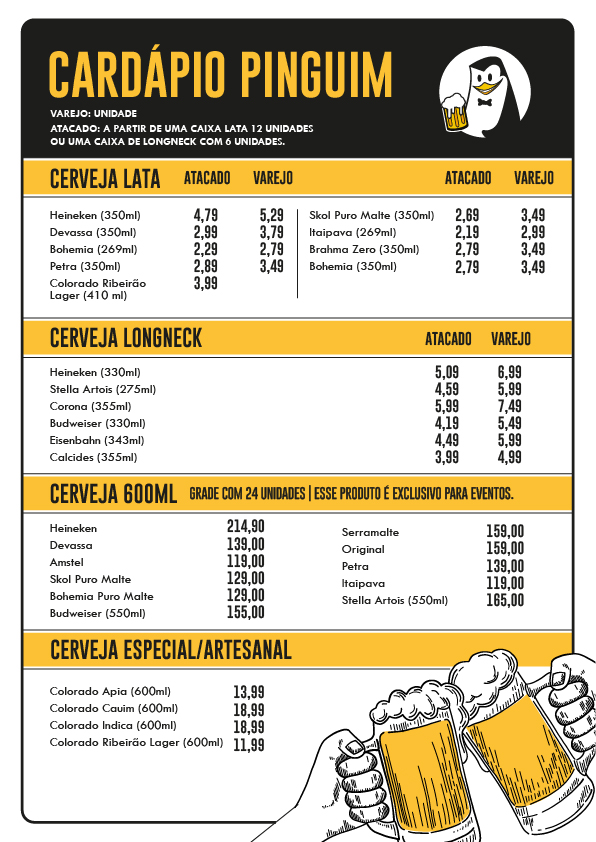 CARDÁPIO PINGUIM
VAREJO: UNIDADE
ATACADO: A PARTIR DE UMA CAIXA LATA 12 UNIDADES
OU UMA CAIXA DE LONGNECK COM 6 UNIDADES.
CERVEJA LATA ATACADO VAREJO ATACADO VAREJO
Heineken (350ml) 4,79 5,29
Devassa (350ml) 2,99 3,79
Bohemia (269ml) 2,29 2,79
Petra (350ml) 2,89 3,49
Colorado Ribeirão 3,99
Lager (410 ml)
Skol Puro Malte (350ml) 2,69 3,49
Itaipava (269ml) 2,19 2,99
Brahma Zero (350ml) 2,79 3,49
Bohemia (350ml) 2,79 3,49
CERVEJA LONGNECK ATACADO VAREJO
Heineken (330ml) 5,09 6,99
Stella Artois (275ml) 4,59 5,99
Corona (355ml) 5,99 7,49
Budweiser (330ml) 4,19 5,49
Eisenbahn (343ml) 4,49 5,99
Calcides (355ml) 3,99 4,99
CERVEJA 600ML GRADE COM 24 UNIDADES | ESSE PRODUTO É EXCLUSIVO PARA EVENTOS.
Heineken 214,90
Devassa 139,00
Amstel 119,00
Skol Puro Malte 129,00
Bohemia Puro Malte 129,00
Budweiser (550ml) 155,00
Serramalte 159,00
Original 159,00
Petra 139,00
Itaipava 119,00
Stella Artois (550ml) 165,00
CERVEJA ESPECIAL/ARTESANAL
Colorado Apia (600ml) 13,99
Colorado Cauim (600ml) 18,99
Colorado Indica (600ml) 18,99
Colorado Ribeirão Lager (600ml) 11,99